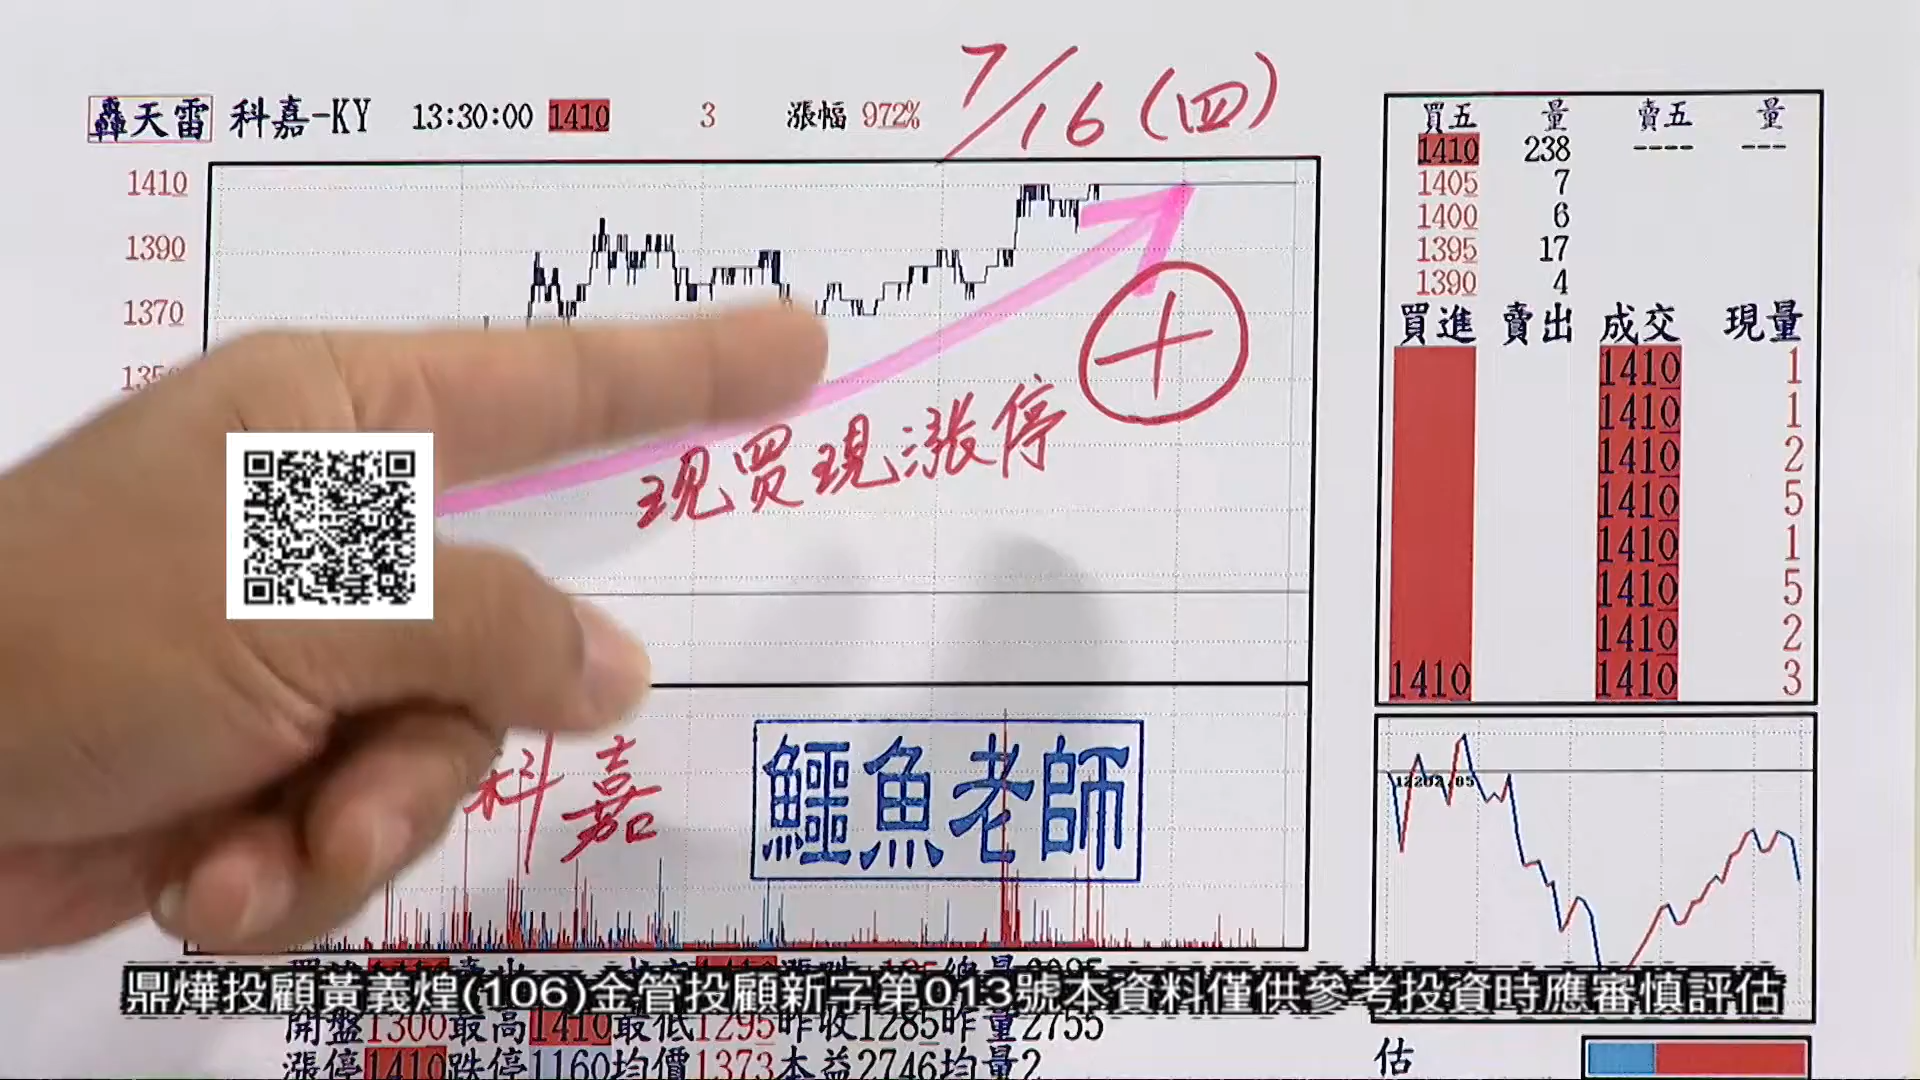 7/16(四)
轟天雷 科嘉-KY 13:30:00 1410 3 漲幅 972%
1410
1390
1370
現買現漲停
科嘉
鱷魚老師
買五 量 賣五 量
1410 238 ---- ---
1405 7
1400 6
1395 17
1390 4
買進 賣出 成交 現量
1410 1
1410 1
1410 2
1410 5
1410 1
1410 5
1410 2
1410 1410 3
12202.85
鼎燁投顧黃義煌(106)金管投顧新字第013號本資料僅供參考投資時應審慎評估
開盤1300最高1410最低1295昨收1285昨量2755
漲停1410跌停1160均價1373本益2746均量2
估